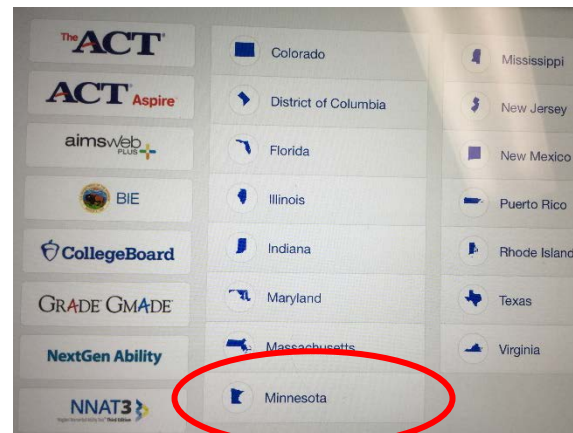 The ACT
ACT Aspire
aimsweb
PLUS
BIE
CollegeBoard
GRADE GMADE
NextGen Ability
NNAT3
Colorado
District of Columbia
Florida
Illinois
Indiana
Maryland
Massachusetts
Minnesota
Mississippi
New Jersey
New Mexico
Puerto Rico
Rhode Island
Texas
Virginia